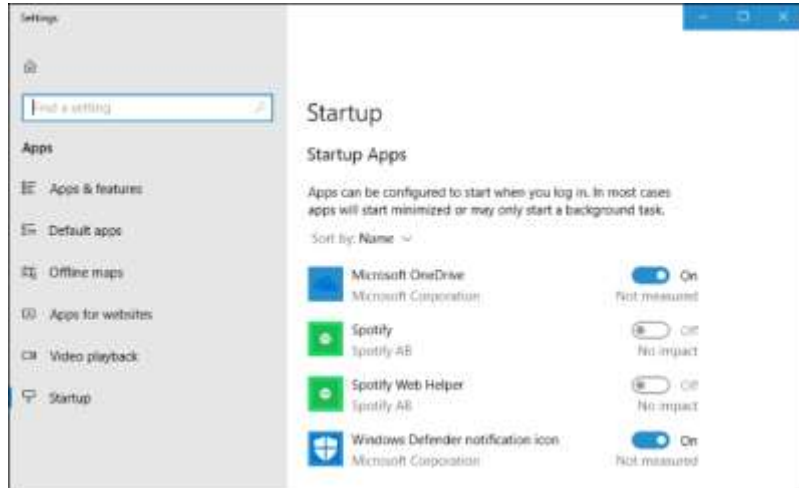 Settings
Find a setting
Apps
Apps & features
Default apps
Offline maps
Apps for websites
Video playback
Startup
Startup
Startup Apps
Apps can be configured to start when you log in. In most cases
apps will start minimized or may only start a background task.
Sort by: Name
Microsoft OneDrive
On
Microsoft Corporation
Not measured
Spotify
Off
Spotify AB
No impact
Spotify Web Helper
Off
Spotify AB
No impact
Windows Defender notification icon
On
Microsoft Corporation
Not measured